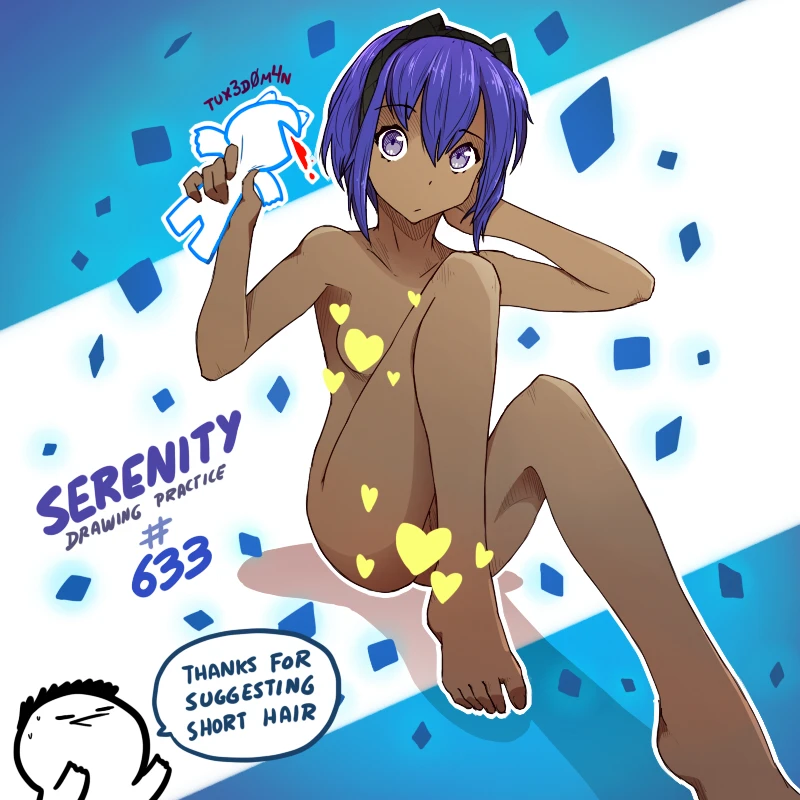 TUX3DØM4N
SERENITY
DRAWING PRACTICE
#
633
THANKS FOR
SUGGESTING
SHORT HAIR